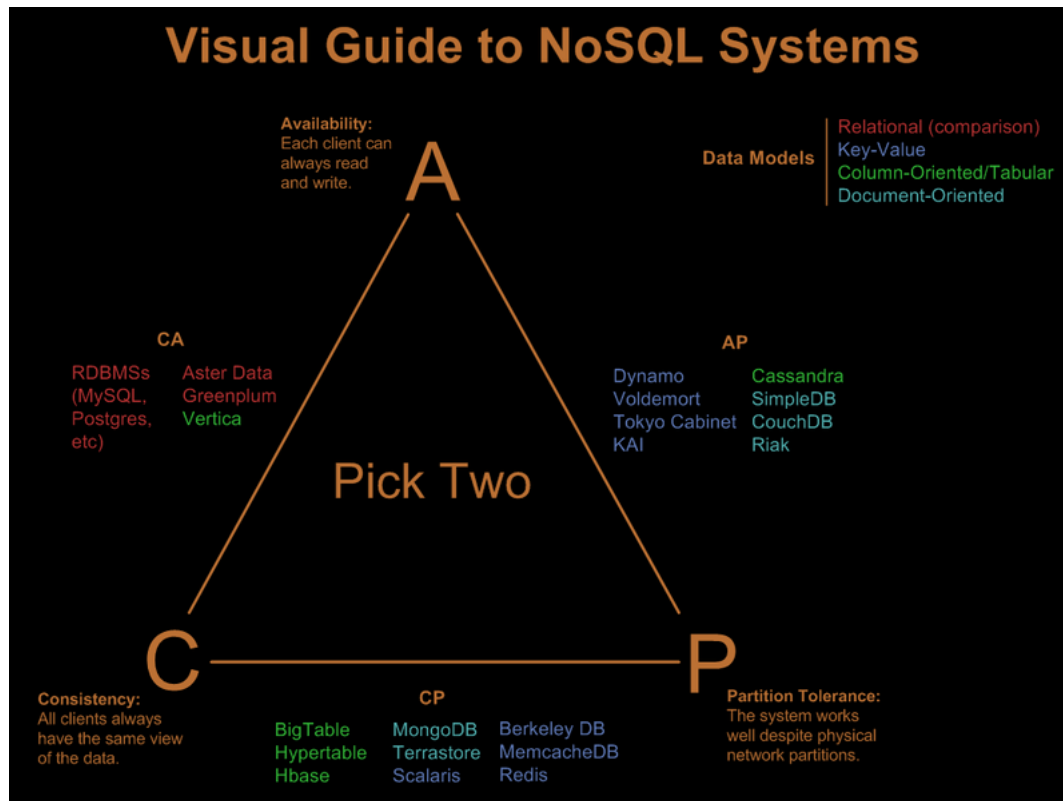 Visual Guide to NoSQL Systems
Availability:
Each client can
always read
and write.
A
Data Models
Relational (comparison)
Key-Value
Column-Oriented/Tabular
Document-Oriented
CA
RDBMSs
(MySQL,
Postgres,
etc)
Aster Data
Greenplum
Vertica
AP
Dynamo
Voldemort
Tokyo Cabinet
KAI
Cassandra
SimpleDB
CouchDB
Riak
Pick Two
C
P
Consistency:
All clients always
have the same view
of the data.
CP
BigTable
Hypertable
Hbase
MongoDB
Terrastore
Scalaris
Berkeley DB
MemcacheDB
Redis
Partition Tolerance:
The system works
well despite physical
network partitions.